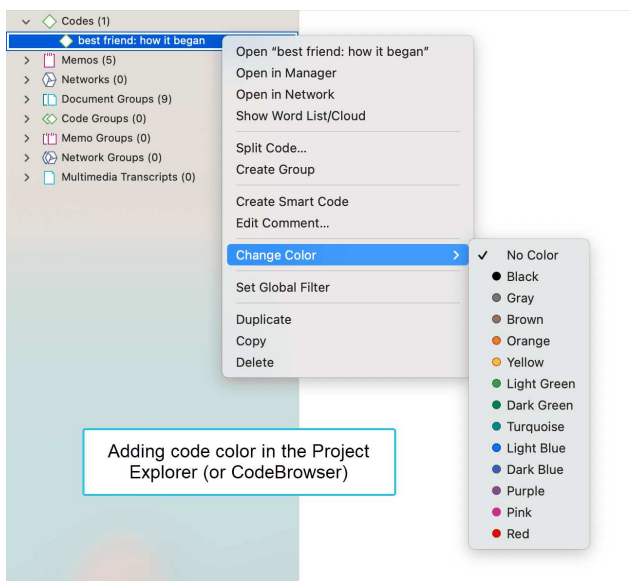 Codes (1)
best friend: how it began
Memos (5)
Networks (0)
Document Groups (9)
Code Groups (0)
Memo Groups (0)
Network Groups (0)
Multimedia Transcripts (0)
Open “best friend: how it began”
Open in Manager
Open in Network
Show Word List/Cloud
Split Code...
Create Group
Create Smart Code
Edit Comment...
Change Color
Set Global Filter
Duplicate
Copy
Delete
No Color
Black
Gray
Brown
Orange
Yellow
Light Green
Dark Green
Turquoise
Light Blue
Dark Blue
Purple
Pink
Red
Adding code color in the Project
Explorer (or CodeBrowser)